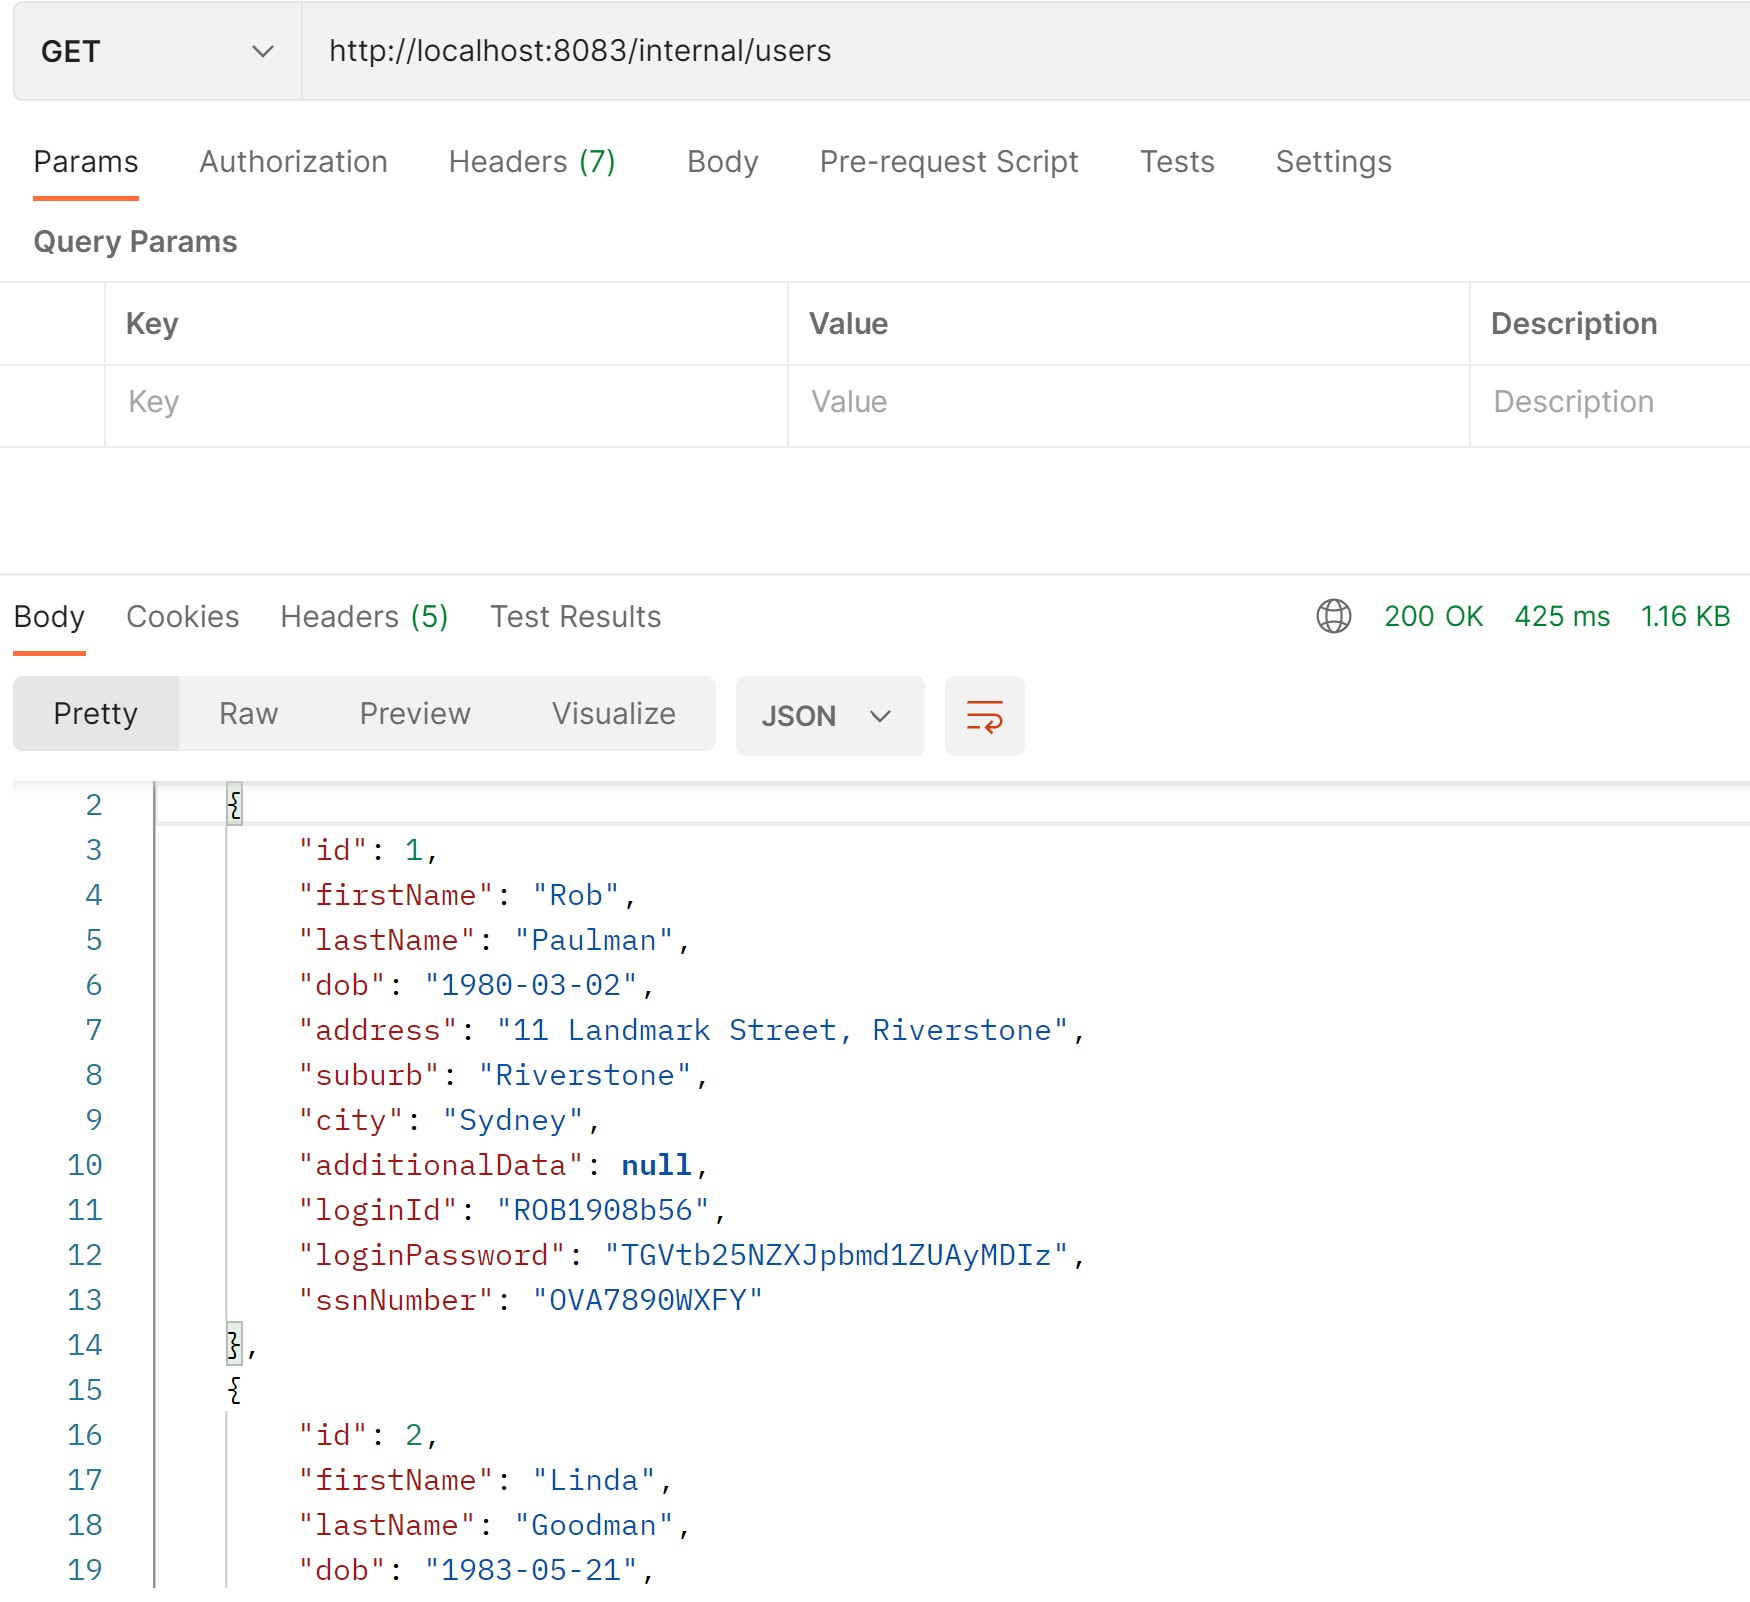 GET http://localhost:8083/internal/users
Params Authorization Headers (7) Body Pre-request Script Tests Settings
Query Params
Key Value Description
Key Value Description
Body Cookies Headers (5) Test Results 200 OK 425 ms 1.16 KB
Pretty Raw Preview Visualize JSON
2 {
3 "id": 1,
4 "firstName": "Rob",
5 "lastName": "Paulman",
6 "dob": "1980-03-02",
7 "address": "11 Landmark Street, Riverstone",
8 "suburb": "Riverstone",
9 "city": "Sydney",
10 "additionalData": null,
11 "loginId": "ROB1908b56",
12 "loginPassword": "TGVtb25NZXJpbmd1ZUAyMDIz",
13 "ssnNumber": "OVA7890WXFY"
14 },
15 {
16 "id": 2,
17 "firstName": "Linda",
18 "lastName": "Goodman",
19 "dob": "1983-05-21",